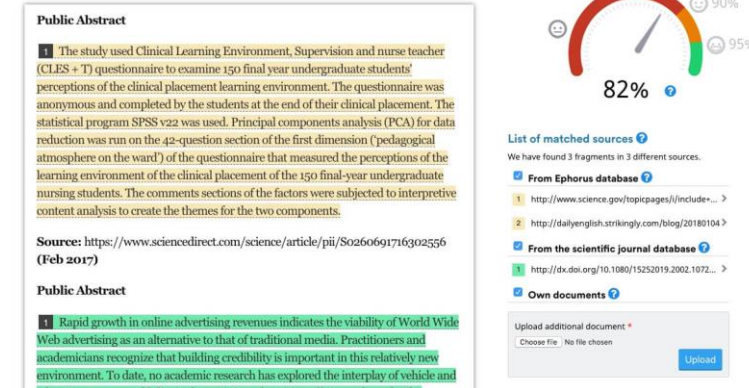 Public Abstract
1 The study used Clinical Learning Environment, Supervision and nurse teacher
(CLES + T) questionnaire to examine 150 final year undergraduate students'
perceptions of the clinical placement learning environment. The questionnaire was
anonymous and completed by the students at the end of their clinical placement. The
statistical program SPSS v22 was used. Principal components analysis (PCA) for data
reduction was run on the 42-question section of the first dimension ('pedagogical
atmosphere on the ward') of the questionnaire that measured the perceptions of the
learning environment of the clinical placement of the 150 final-year undergraduate
nursing students. The comments sections of the factors were subjected to interpretive
content analysis to create the themes for the two components.
Source: https://www.sciencedirect.com/science/article/pii/S0260691716302556
(Feb 2017)
Public Abstract
1 Rapid growth in online advertising revenues indicates the viability of World Wide
Web advertising as an alternative to that of traditional media. Practitioners and
academicians recognize that building credibility is important in this relatively new
environment. To date, no academic research has explored the interplay of vehicle and
90%
95%
82% ?
List of matched sources ?
We have found 3 fragments in 3 different sources.
From Ephorus database ?
1 http://www.science.gov/topicpages/i/include+... >
2 http://dailyenglish.strikingly.com/blog/20180104 >
From the scientific journal database ?
1 http://dx.doi.org/10.1080/15252019.2002.1072... >
Own documents ?
Upload additional document *
Choose file No file chosen
Upload